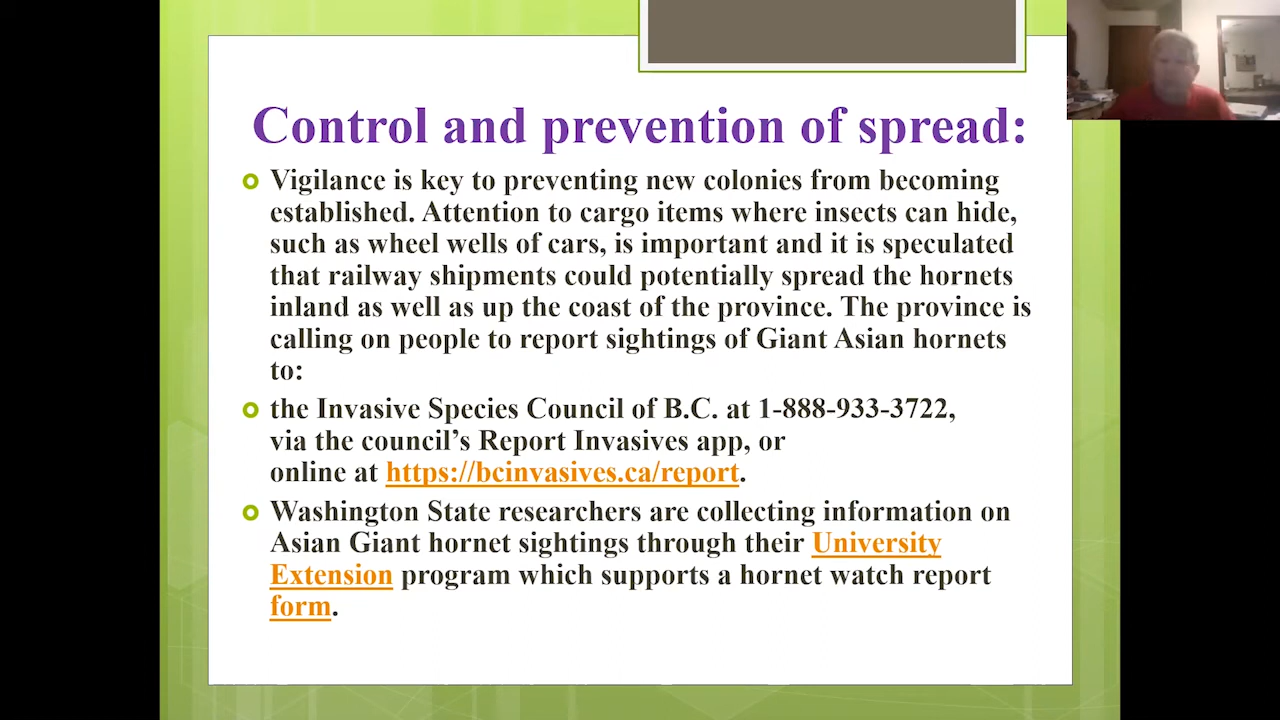 Control and prevention of spread:
Vigilance is key to preventing new colonies from becoming
established. Attention to cargo items where insects can hide,
such as wheel wells of cars, is important and it is speculated
that railway shipments could potentially spread the hornets
inland as well as up the coast of the province. The province is
calling on people to report sightings of Giant Asian hornets
to:
the Invasive Species Council of B.C. at 1-888-933-3722,
via the council’s Report Invasives app, or
online at https://bcinvasives.ca/report.
Washington State researchers are collecting information on
Asian Giant hornet sightings through their University
Extension program which supports a hornet watch report
form.